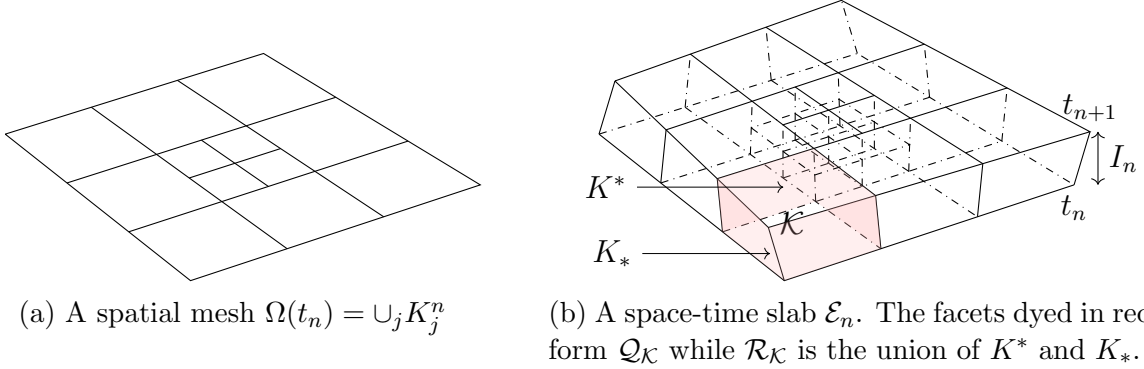 t_{n+1}
I_n
K^*
t_n
𝒦
K_*
(a) A spatial mesh Ω(t_n) = ∪_j K_j^n
(b) A space-time slab ℰ_n. The facets dyed in red
form 𝒬_𝒦 while ℛ_𝒦 is the union of K^* and K_*.